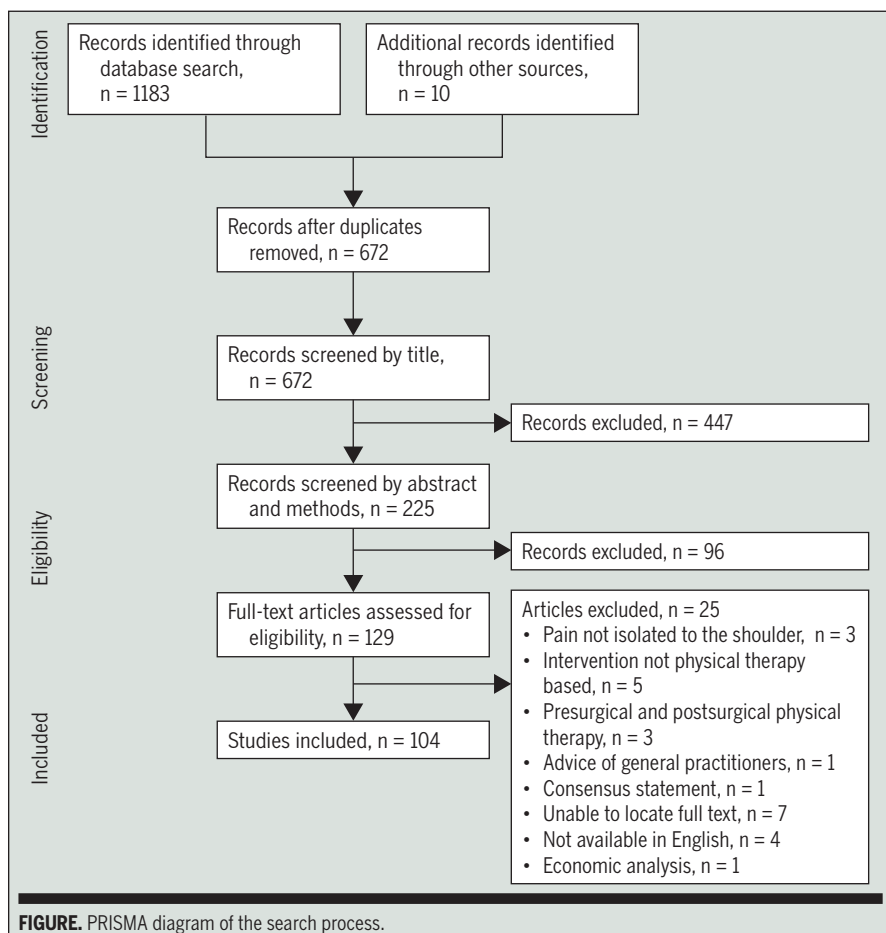 Identification
Records identified through
database search,
n = 1183
Additional records identified
through other sources,
n = 10
Records after duplicates
removed, n = 672
Screening
Records screened by title,
n = 672
Records excluded, n = 447
Eligibility
Records screened by abstract
and methods, n = 225
Records excluded, n = 96
Full-text articles assessed for
eligibility, n = 129
Articles excluded, n = 25
• Pain not isolated to the shoulder, n = 3
• Intervention not physical therapy
based, n = 5
• Presurgical and postsurgical physical
therapy, n = 3
• Advice of general practitioners, n = 1
• Consensus statement, n = 1
• Unable to locate full text, n = 7
• Not available in English, n = 4
• Economic analysis, n = 1
Included
Studies included, n = 104
FIGURE. PRISMA diagram of the search process.